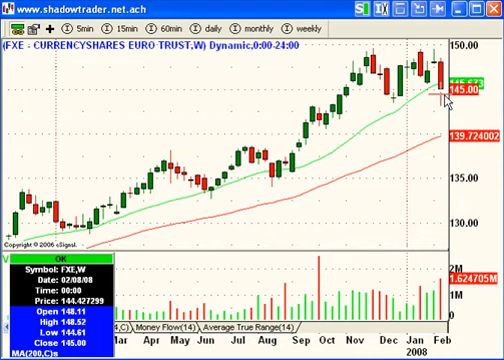 www.shadowtrader.net.ach
5min 15min 60min daily monthly weekly
(FXE - CURRENCYSHARES EURO TRUST,W) Dynamic,0:00-24:00
150.00
145.00
139.724002
135.00
130.00
Copyright © 2006 eSignal.
OK
Symbol: FXE,W
Date: 02/08/08
Time: 00:00
Price: 144.427299
Open 148.11
High 148.52
Low 144.61
Close 145.00
MA(200,C)s
2M
1.624705M
1M
0
Money Flow(14) Average True Range(14)
Mar Apr May Jun Jul Aug Sep Oct Nov Dec Jan Feb
2008